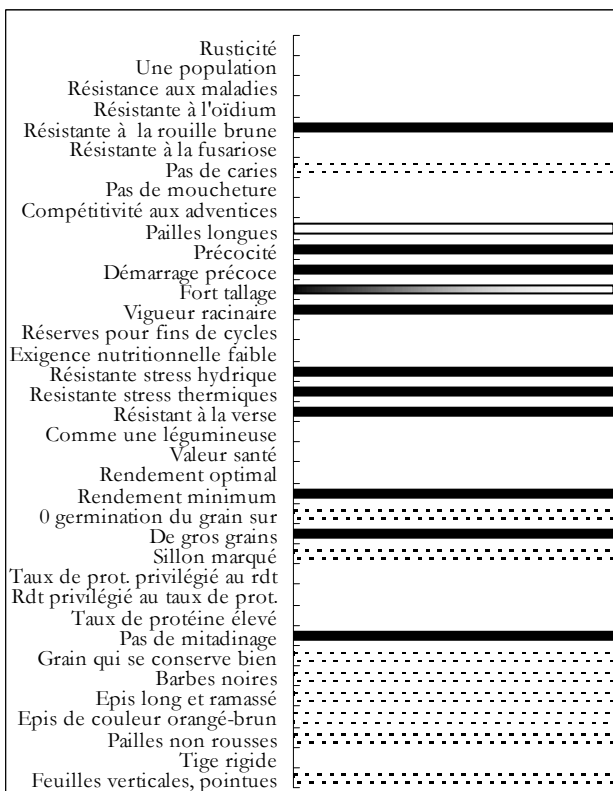 Rusticité
Une population
Résistance aux maladies
Résistante à l'oïdium
Résistante à la rouille brune
Résistante à la fusariose
Pas de caries
Pas de moucheture
Compétitivité aux adventices
Pailles longues
Précocité
Démarrage précoce
Fort tallage
Vigueur racinaire
Réserves pour fins de cycles
Exigence nutritionnelle faible
Résistante stress hydrique
Resistante stress thermiques
Résistant à la verse
Comme une légumineuse
Valeur santé
Rendement optimal
Rendement minimum
0 germination du grain sur
De gros grains
Sillon marqué
Taux de prot. privilégié au rdt
Rdt privilégié au taux de prot.
Taux de protéine élevé
Pas de mitadinage
Grain qui se conserve bien
Barbes noires
Epis long et ramassé
Epis de couleur orangé-brun
Pailles non rousses
Tige rigide
Feuilles verticales, pointues